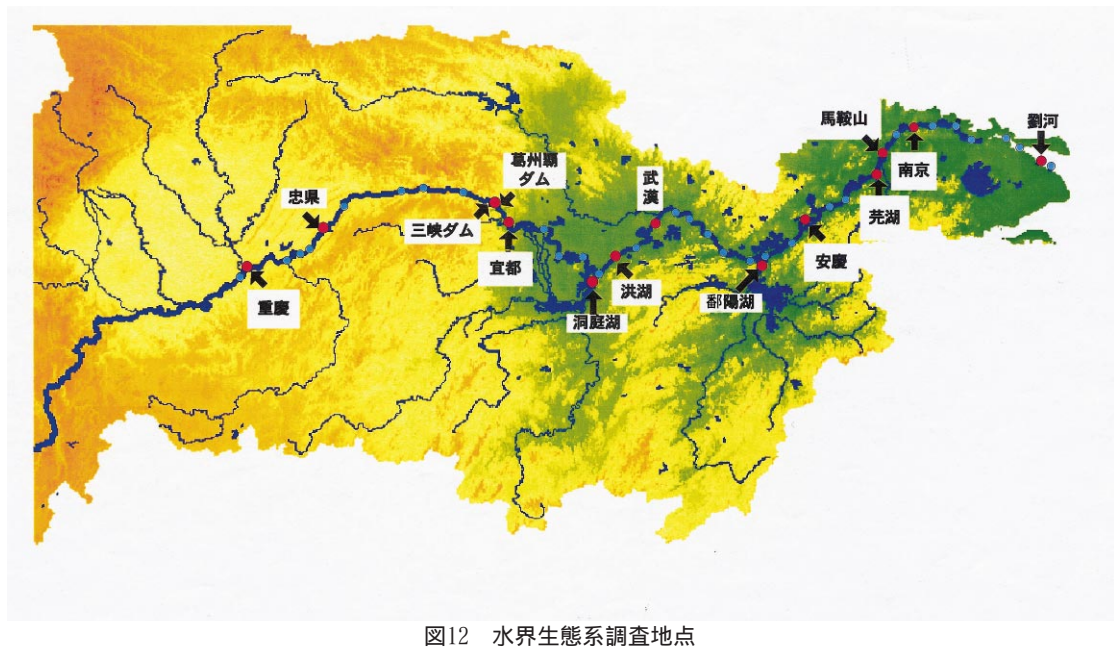 馬鞍山
劉河
葛州覇
ダム
武
漢
南京
忠県
三峡ダム
芜湖
宜都
洪湖
安慶
重慶
鄱陽湖
洞庭湖
図12 水界生態系調査地点